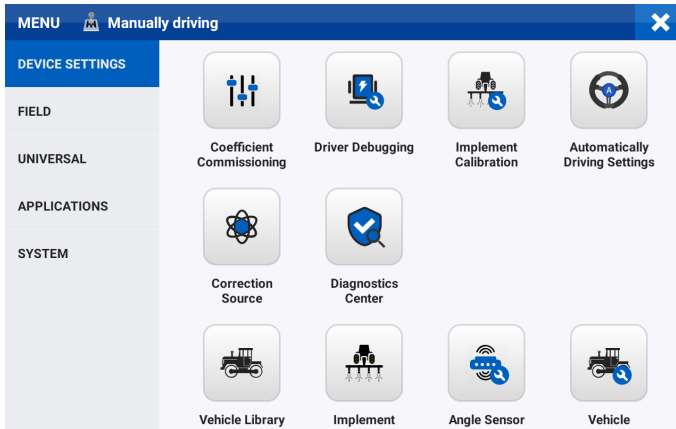 MENU
Manually driving
DEVICE SETTINGS
FIELD
UNIVERSAL
APPLICATIONS
SYSTEM
Coefficient
Commissioning
Driver Debugging
Implement
Calibration
Automatically
Driving Settings
A
Correction
Source
Diagnostics
Center
Vehicle Library
Implement
Angle Sensor
Vehicle